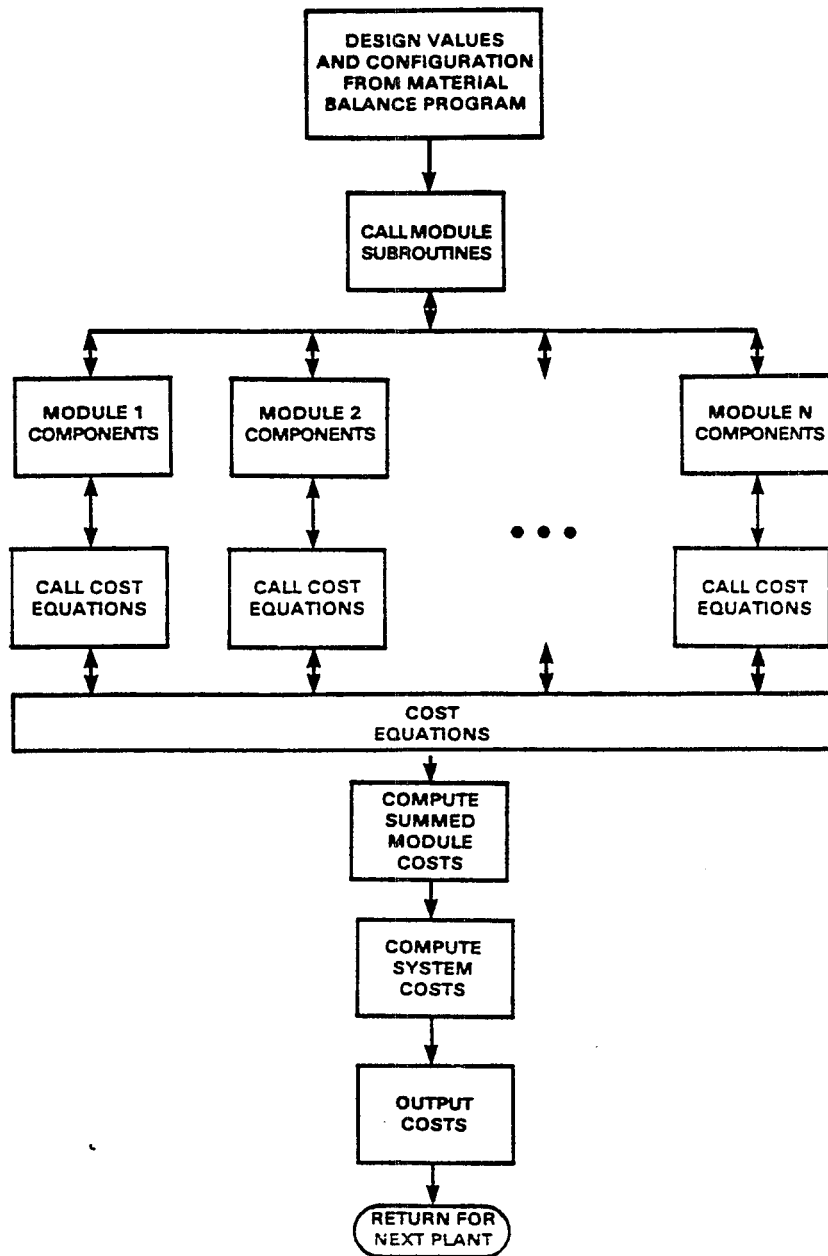 DESIGN VALUES
AND CONFIGURATION
FROM MATERIAL
BALANCE PROGRAM
CALL MODULE
SUBROUTINES
MODULE 1
COMPONENTS
MODULE 2
COMPONENTS
MODULE N
COMPONENTS
CALL COST
EQUATIONS
CALL COST
EQUATIONS
CALL COST
EQUATIONS
COST
EQUATIONS
COMPUTE
SUMMED
MODULE
COSTS
COMPUTE
SYSTEM
COSTS
OUTPUT
COSTS
RETURN FOR
NEXT PLANT